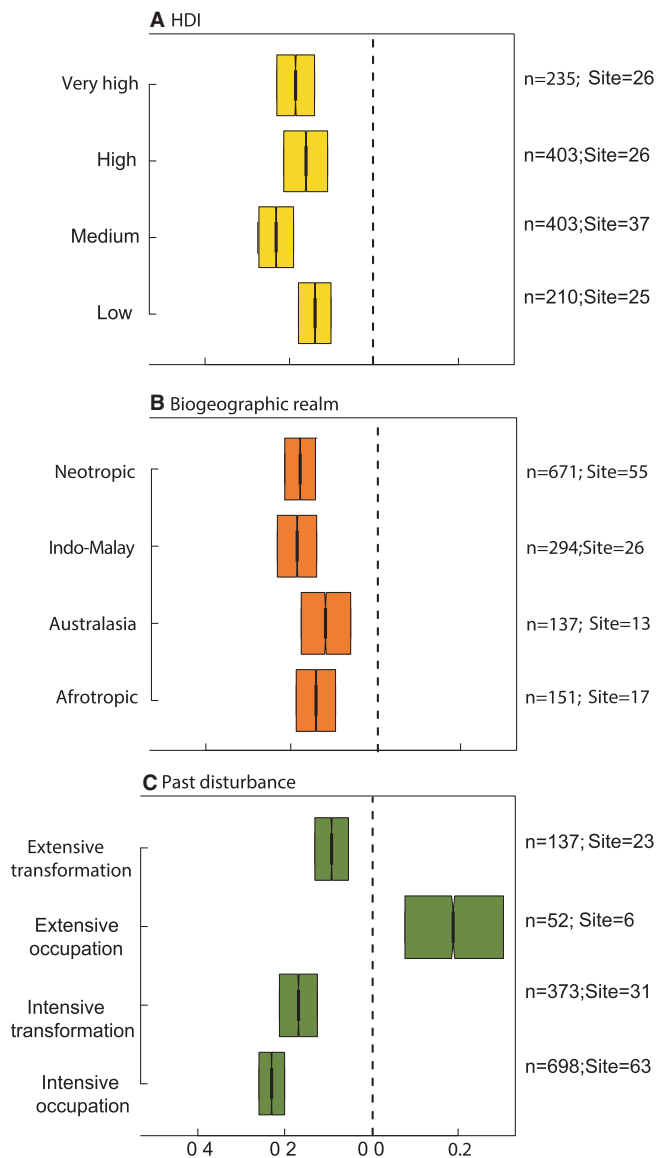 A HDI
Very high
n=235; Site=26
High
n=403;Site=26
Medium
n=403;Site=37
Low
n=210;Site=25
B Biogeographic realm
Neotropic
n=671; Site=55
Indo-Malay
n=294;Site=26
Australasia
n=137; Site=13
Afrotropic
n=151; Site=17
C Past disturbance
Extensive
transformation
n=137; Site=23
Extensive
occupation
n=52; Site=6
Intensive
transformation
n=373;Site=31
Intensive
occupation
n=698;Site=63
0 4 0 2 0 0 0.2